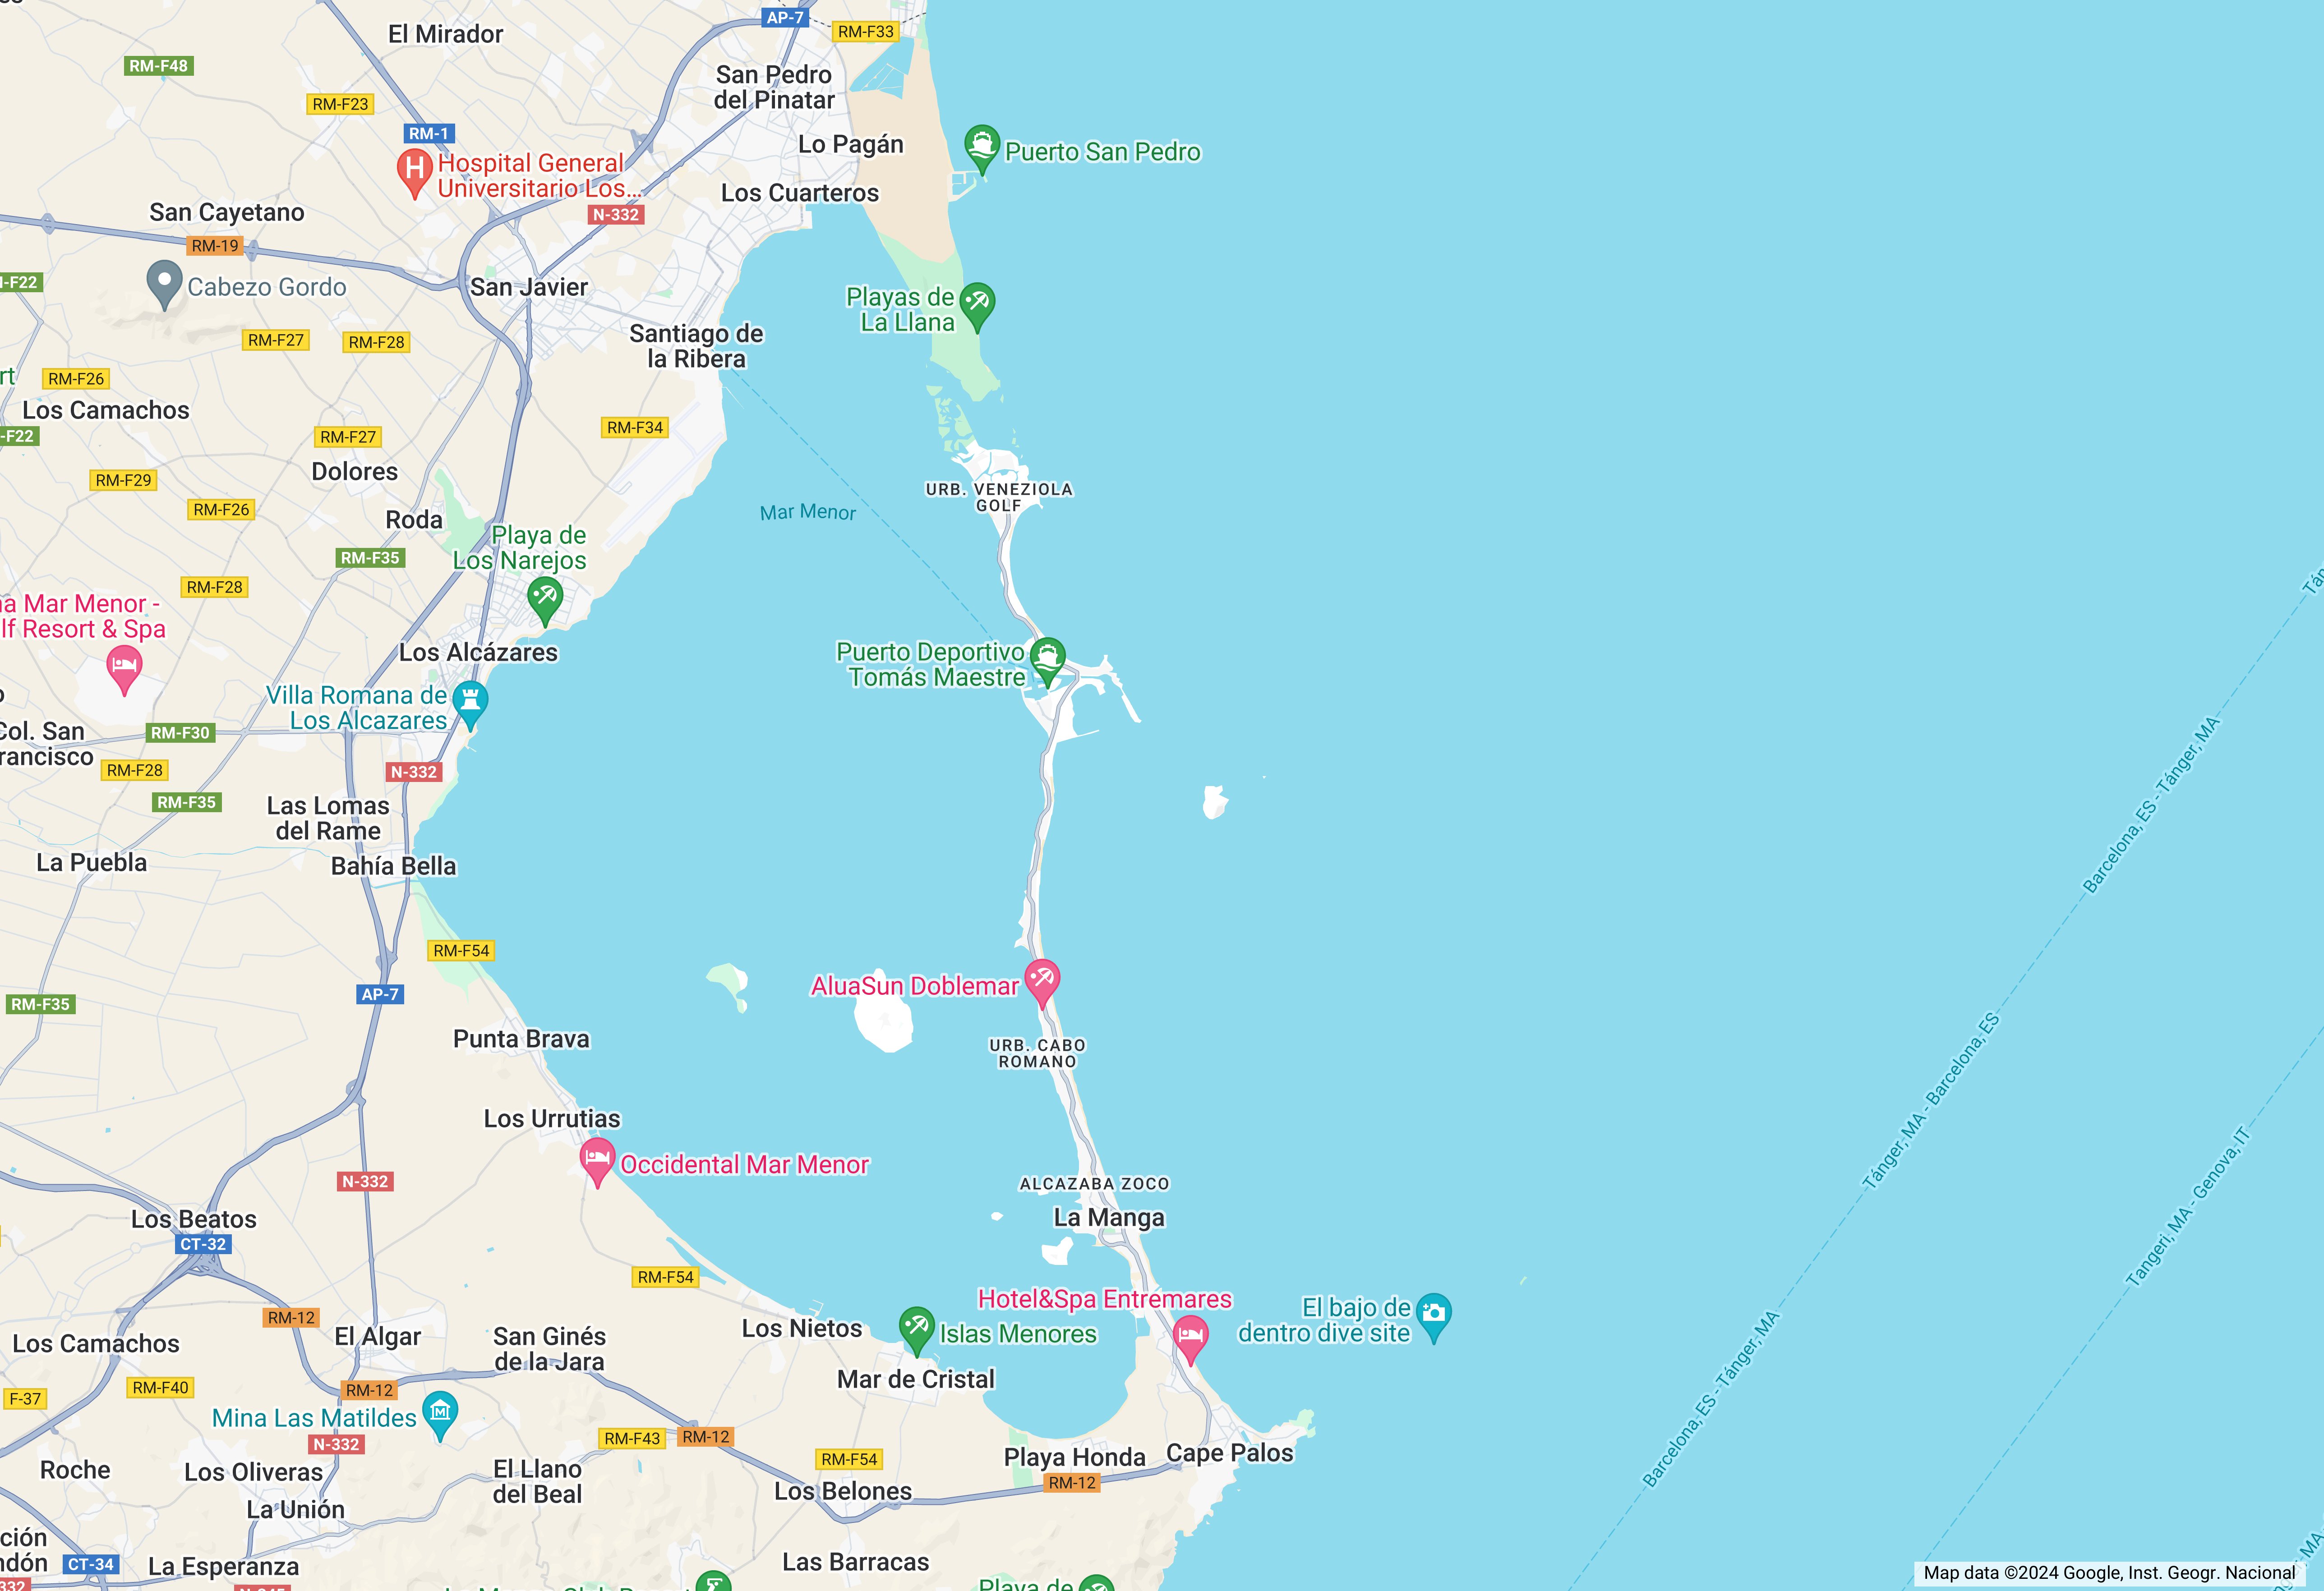 El Mirador
AP-7
RM-F33
RM-F48
San Pedro
del Pinatar
RM-F23
RM-1
Lo Pagán
Puerto San Pedro
Hospital General
Universitario Los...
Los Cuarteros
San Cayetano
N-332
RM-19
Cabezo Gordo
San Javier
Playas de
La Llana
RM-F27
RM-F28
Santiago de
la Ribera
RM-F26
Los Camachos
RM-F34
RM-F27
Dolores
RM-F29
RM-F26
URB. VENEZIOLA
GOLF
Mar Menor
Roda
Playa de
Los Narejos
RM-F35
RM-F28
Mar Menor -
Resort & Spa
Los Alcázares
Puerto Deportivo
Tomás Maestre
Villa Romana de
Los Alcazares
Col. San
RM-F30
RM-F28
N-332
RM-F35
Las Lomas
del Rame
La Puebla
Bahía Bella
Barcelona, ES - Tánger, MA
RM-F54
AP-7
RM-F35
AluaSun Doblemar
Punta Brava
URB. CABO
ROMANO
Tánger, MA - Barcelona, ES
Los Urrutias
Occidental Mar Menor
N-332
ALCAZABA ZOCO
La Manga
Tangeri, MA - Genova, IT
Los Beatos
CT-32
RM-F54
Hotel&Spa Entremares
RM-12
El bajo de
dentro dive site
Los Camachos
El Algar
San Ginés
de la Jara
Los Nietos
Islas Menores
Mar de Cristal
Barcelona, ES - Tánger, MA
F-37
RM-F40
RM-12
Mina Las Matildes
N-332
RM-F43
RM-12
RM-F54
Playa Honda
Cape Palos
Roche
Los Oliveras
El Llano
del Beal
RM-12
Los Belones
La Unión
CT-34
La Esperanza
Las Barracas
Playa de
Map data ©2024 Google, Inst. Geogr. Nacional